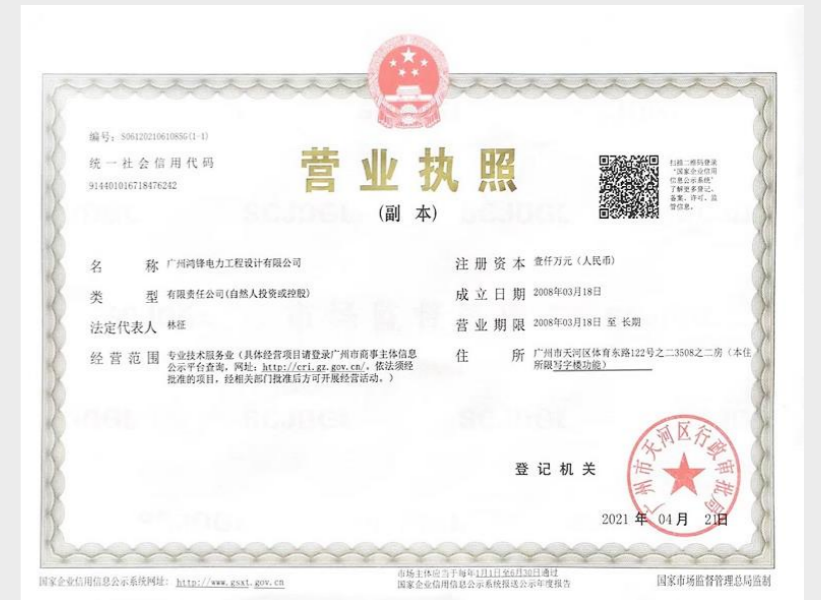 编号: S0612021061085G(1-1)
统一社会信用代码
914401016718476242
营业执照
(副 本)
扫描二维码登录
“国家企业信用
信息公示系统”
了解更多登记、
备案、许可、监
管信息。
名 称 广州鸿锋电力工程设计有限公司
类 型 有限责任公司(自然人投资或控股)
法定代表人 林征
经营范围 专业技术服务业(具体经营项目请登录广州市商事主体信息
公示平台查询。网址: http://cri.gz.gov.cn/。依法须经
批准的项目,经相关部门批准后方可开展经营活动。)
注册资本 壹仟万元(人民币)
成立日期 2008年03月18日
营业期限 2008年03月18日 至 长期
住 所 广州市天河区体育东路122号之二3508之二房(本住
所限写字楼功能)
登记机关
广州市天河区行政审批局
2021 年 04 月 21日
国家企业信用信息公示系统网址: http://www.gsxt.gov.cn
市场主体应当于每年1月1日至6月30日通过
国家企业信用信息公示系统报送公示年度报告
国家市场监督管理总局监制